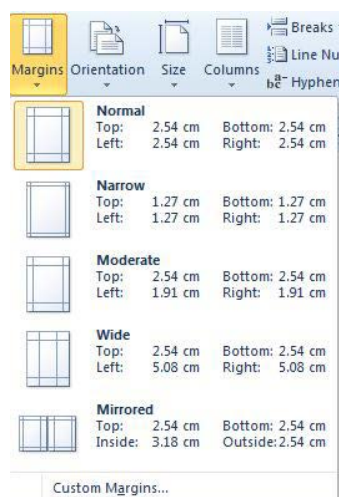 Margins Orientation Size Columns Breaks
Line Nu
Hyphen
Normal
Top: 2.54 cm Bottom: 2.54 cm
Left: 2.54 cm Right: 2.54 cm
Narrow
Top: 1.27 cm Bottom: 1.27 cm
Left: 1.27 cm Right: 1.27 cm
Moderate
Top: 2.54 cm Bottom: 2.54 cm
Left: 1.91 cm Right: 1.91 cm
Wide
Top: 2.54 cm Bottom: 2.54 cm
Left: 5.08 cm Right: 5.08 cm
Mirrored
Top: 2.54 cm Bottom: 2.54 cm
Inside: 3.18 cm Outside: 2.54 cm
Custom Margins...